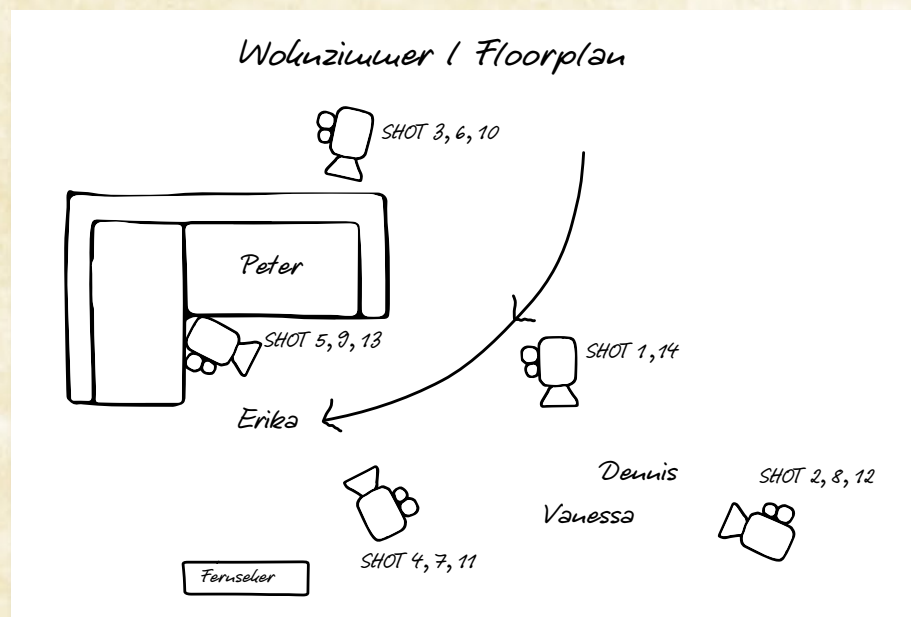 Wohnzimmer / Floorplan
SHOT 3, 6, 10
Peter
SHOT 5, 9, 13
SHOT 1, 14
Erika
Dennis
SHOT 2, 8, 12
Vanessa
SHOT 4, 7, 11
Fernseher